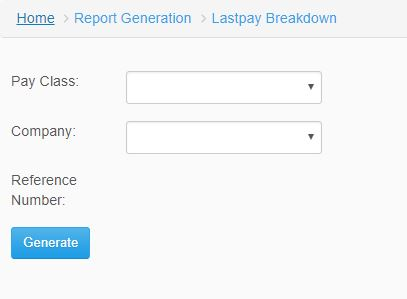 Home > Report Generation > Lastpay Breakdown
Pay Class:
Company:
Reference
Number:
Generate